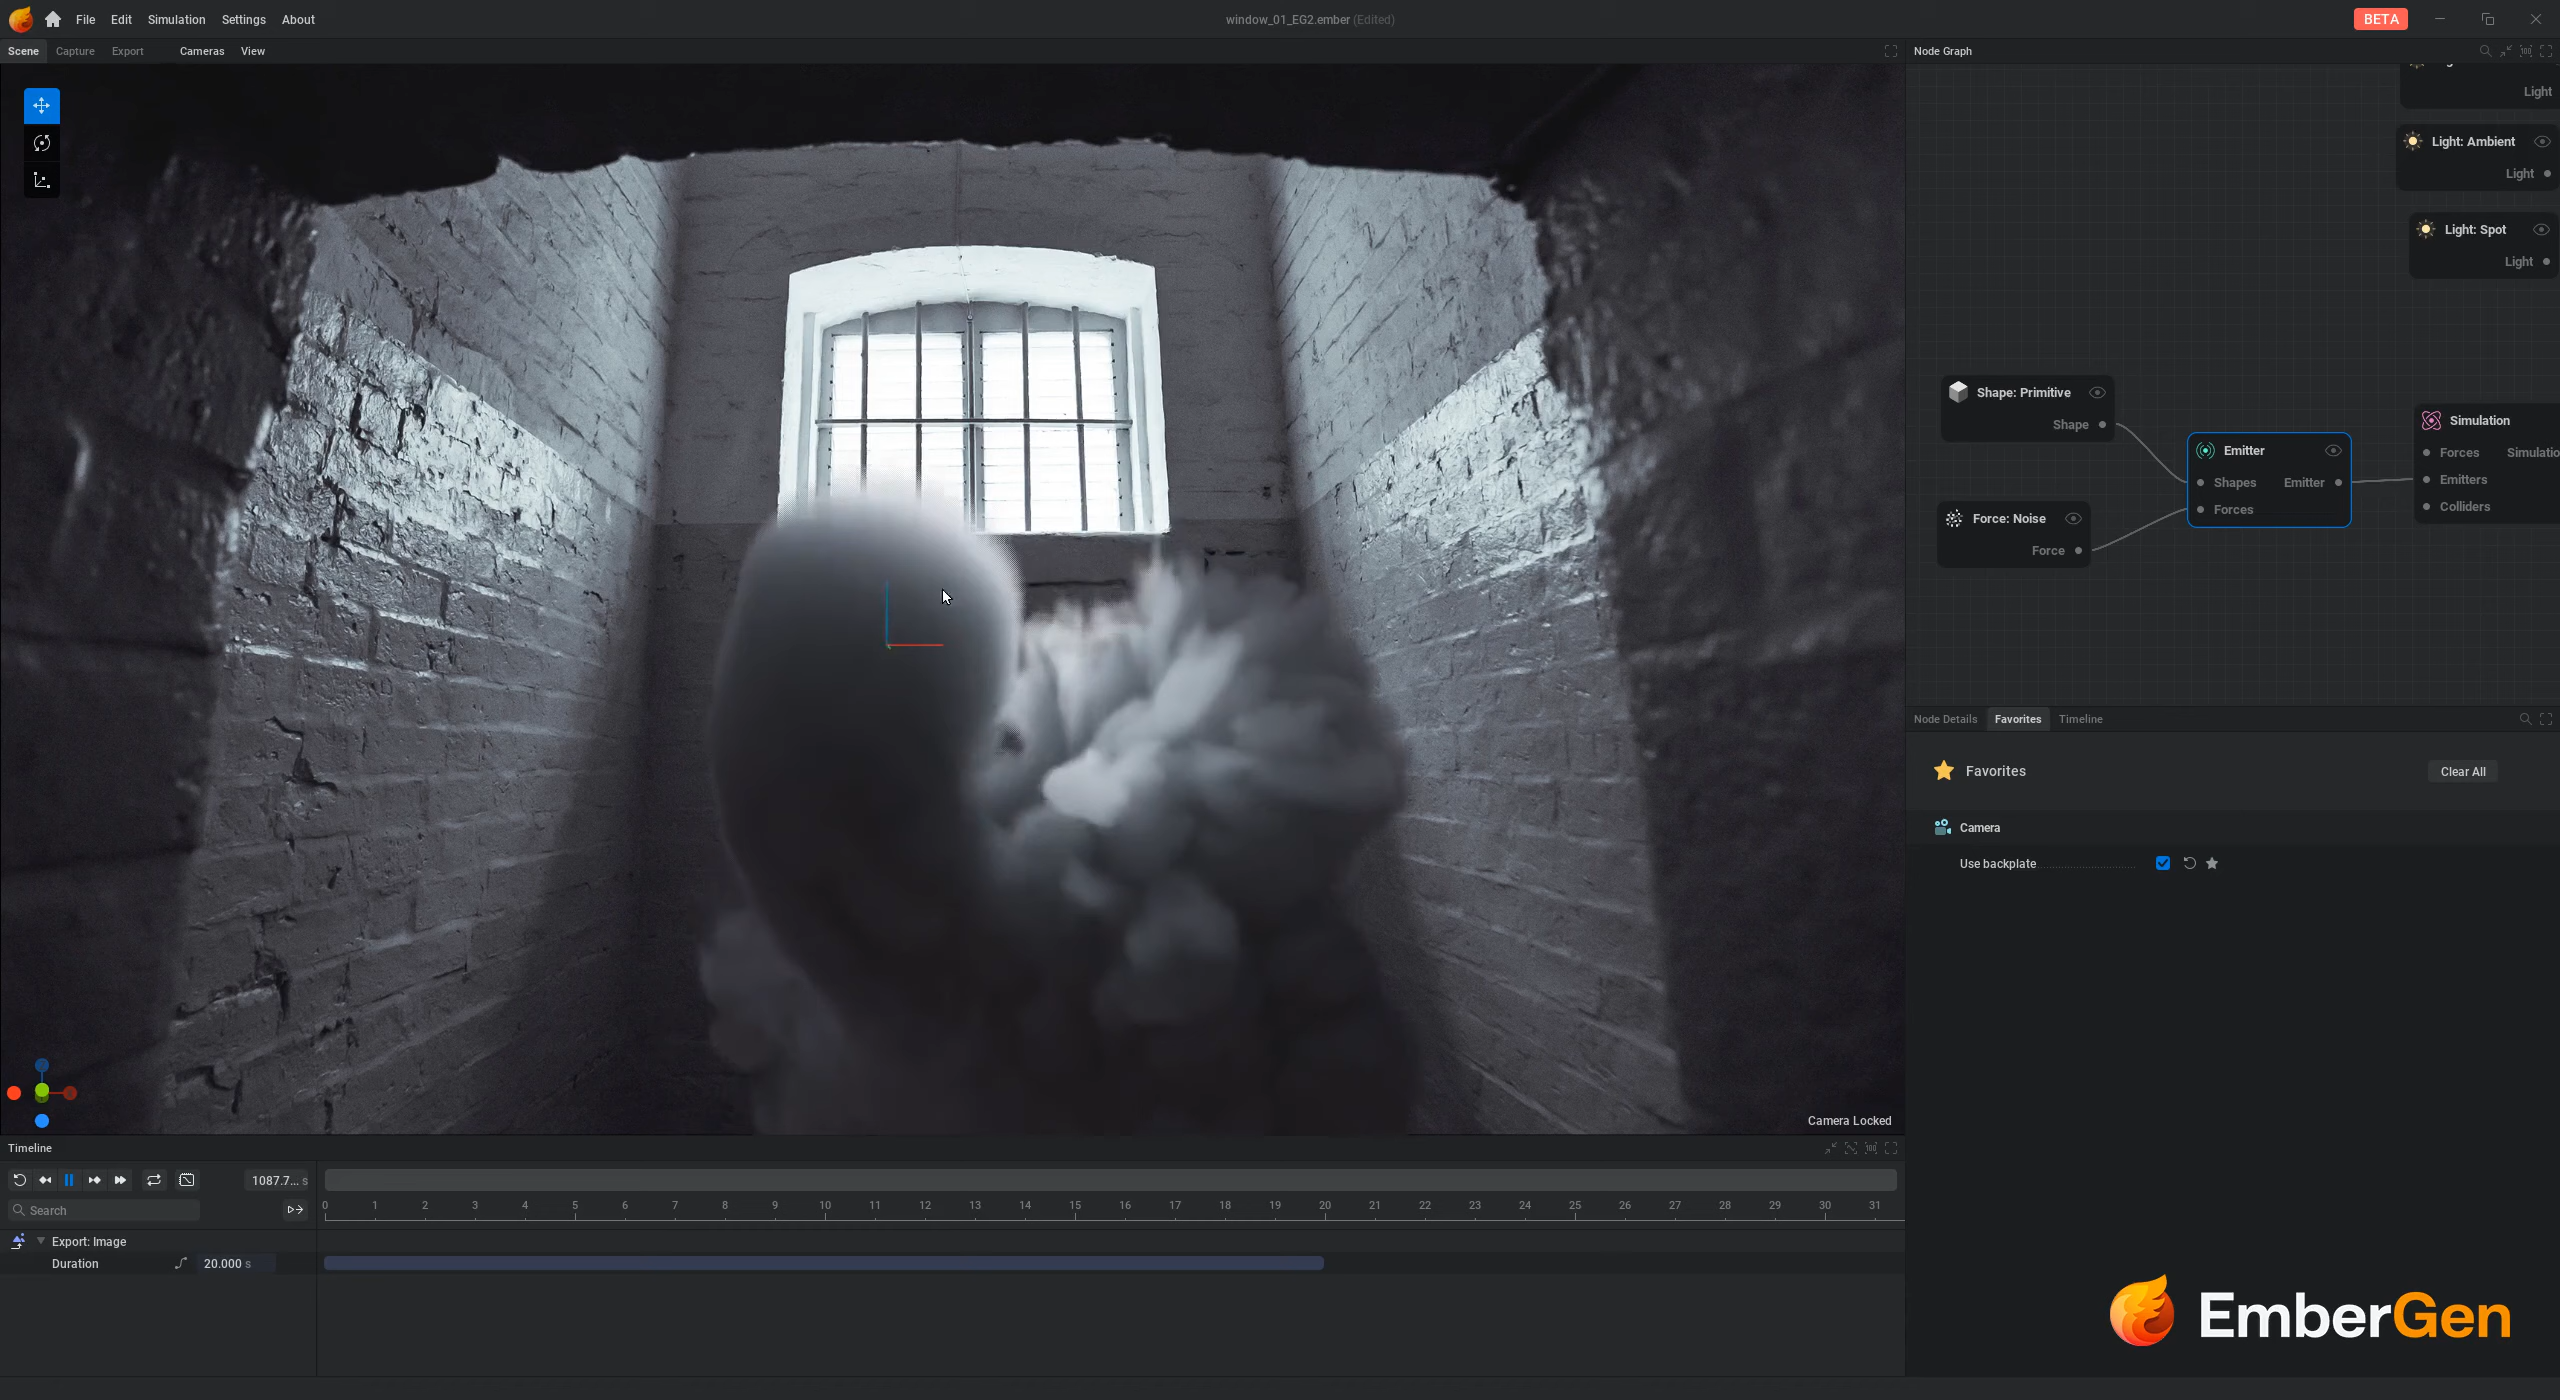 File Edit Simulation Settings About
window_01_EG2.ember (Edited)
BETA
Scene Capture Export Cameras View
Node Graph
Light
Light: Ambient
Light
Light: Spot
Light
Shape: Primitive
Shape
Emitter
Shapes Emitter
Forces
Simulation
Forces Simulatio
Emitters
Colliders
Force: Noise
Force
Node Details Favorites Timeline
Favorites
Clear All
Camera
Use backplate
Camera Locked
Timeline
1087.7... s
Search
0 1 2 3 4 5 6 7 8 9 10 11 12 13 14 15 16 17 18 19 20 21 22 23 24 25 26 27 28 29 30 31
Export: Image
Duration 20.000 s
EmberGen